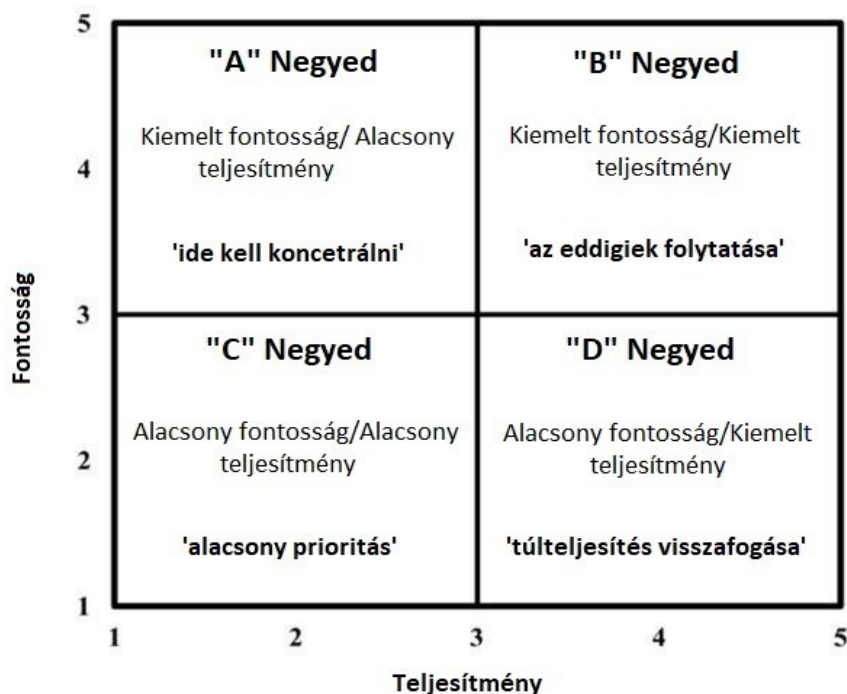 5
"A" Negyed
"B" Negyed
Kiemelt fontosság/ Alacsony
teljesítmény
Kiemelt fontosság/Kiemelt
teljesítmény
4
'ide kell koncetrálni'
'az eddigiek folytatása'
Fontosság
3
"C" Negyed
"D" Negyed
Alacsony fontosság/Alacsony
teljesítmény
Alacsony fontosság/Kiemelt
teljesítmény
2
'alacsony prioritás'
'túlteljesítés visszafogása'
1
1 2 3 4 5
Teljesítmény